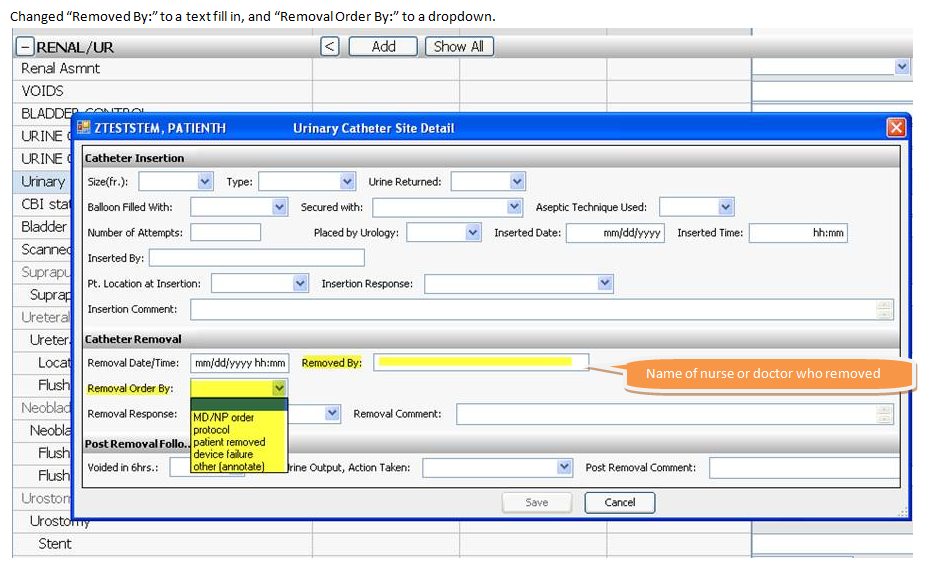 Changed “Removed By:” to a text fill in, and “Removal Order By:” to a dropdown.
− RENAL/UR < Add Show All
Renal Asmnt
VOIDS
BLADDER CONTROL
ZTESTSTEM, PATIENTH Urinary Catheter Site Detail
URINE
Catheter Insertion
URINE
Urinary Size(fr.): Type: Urine Returned:
CBI stat Balloon Filled With: Secured with: Aseptic Technique Used:
Bladder Number of Attempts: Placed by Urology: Inserted Date: mm/dd/yyyy Inserted Time: hh:mm
Scanned Inserted By:
Suprapu Pt. Location at Insertion: Insertion Response:
Suprap Insertion Comment:
Ureteral
Ureter Catheter Removal
Locat Removal Date/Time: mm/dd/yyyy hh:mm Removed By: Name of nurse or doctor who removed
Flush Removal Order By:
Neoblad Removal Response: Removal Comment:
MD/NP order
protocol
patient removed
device failure
other (annotate)
Neobla
Flush Post Removal Follo..
Flush Voided in 6hrs.: rine Output, Action Taken: Post Removal Comment:
Uroston Save Cancel
Urostomy
Stent